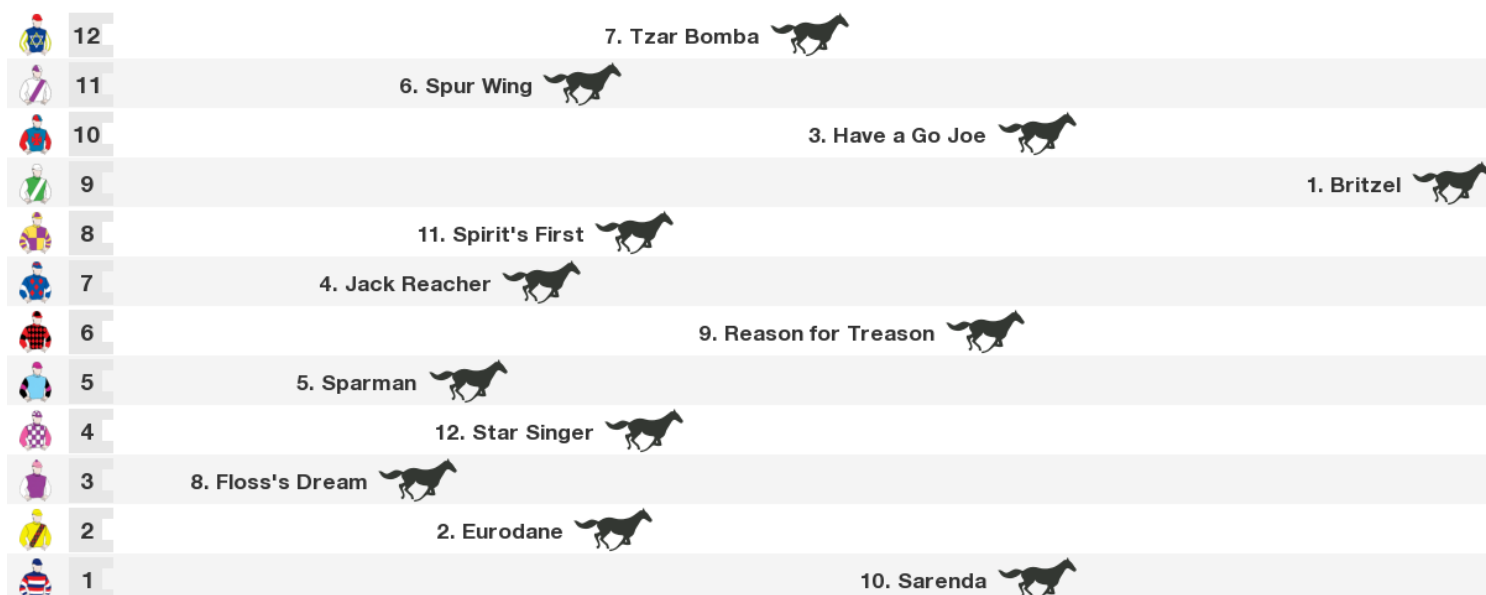 12 7. Tzar Bomba
11 6. Spur Wing
10 3. Have a Go Joe
9 1. Britzel
8 11. Spirit's First
7 4. Jack Reacher
6 9. Reason for Treason
5 5. Sparman
4 12. Star Singer
3 8. Floss's Dream
2 2. Eurodane
1 10. Sarenda